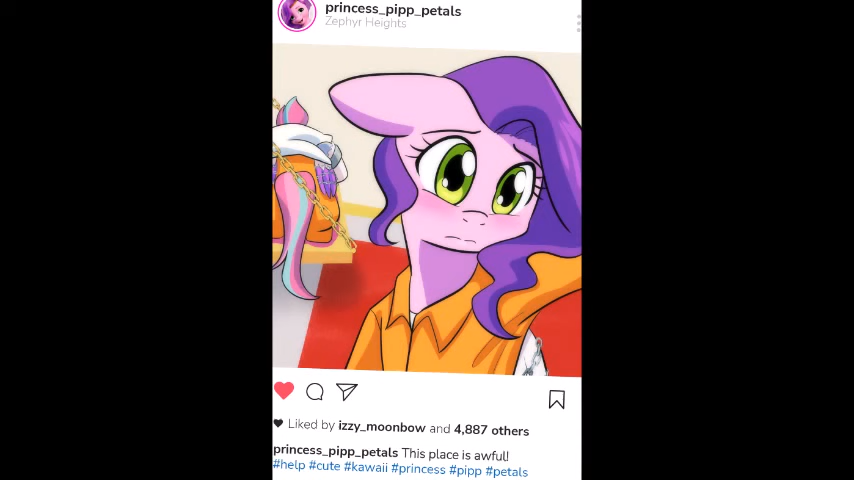 princess_pipp_petals
Zephyr Heights
Liked by izzy_moonbow and 4,887 others
princess_pipp_petals This place is awful!
#help #cute #kawaii #princess #pipp #petals